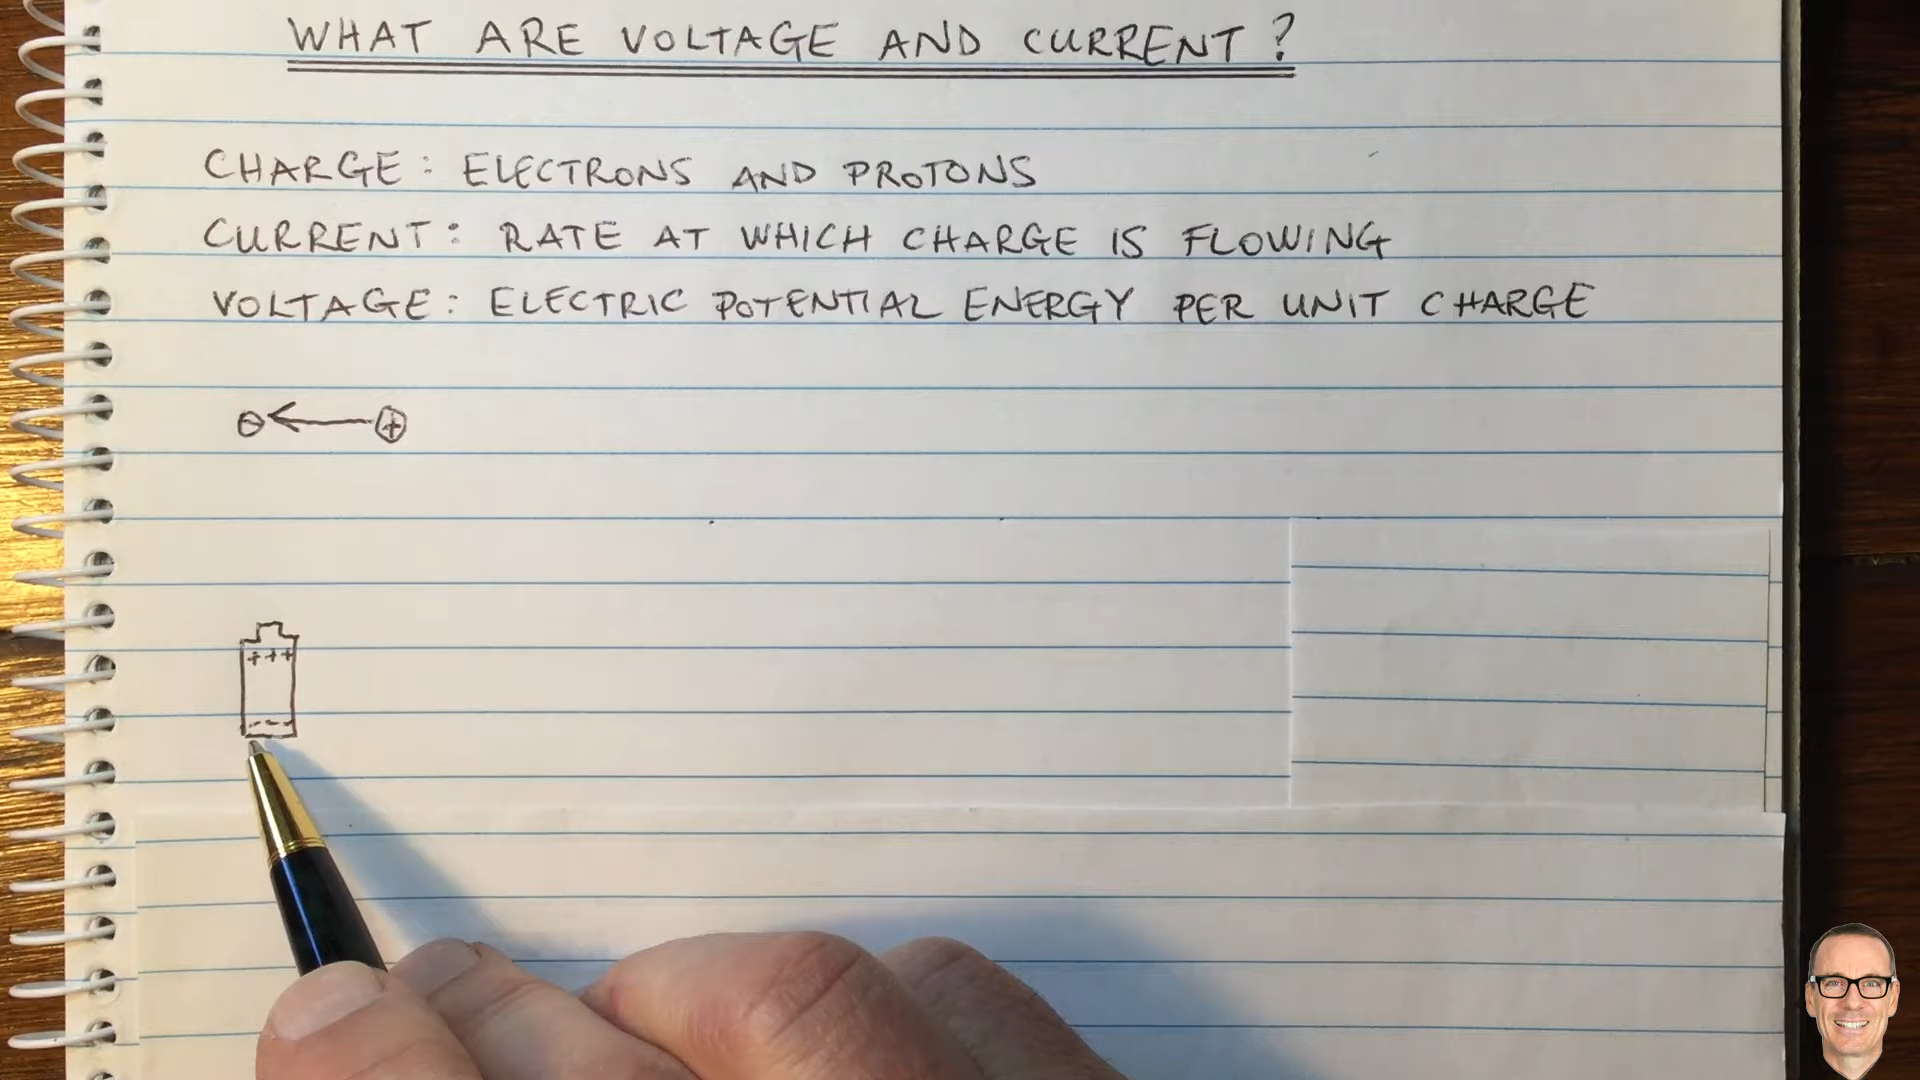 WHAT ARE VOLTAGE AND CURRENT?
CHARGE: ELECTRONS AND PROTONS
CURRENT: RATE AT WHICH CHARGE IS FLOWING
VOLTAGE: ELECTRIC POTENTIAL ENERGY PER UNIT CHARGE
- +
+++
---